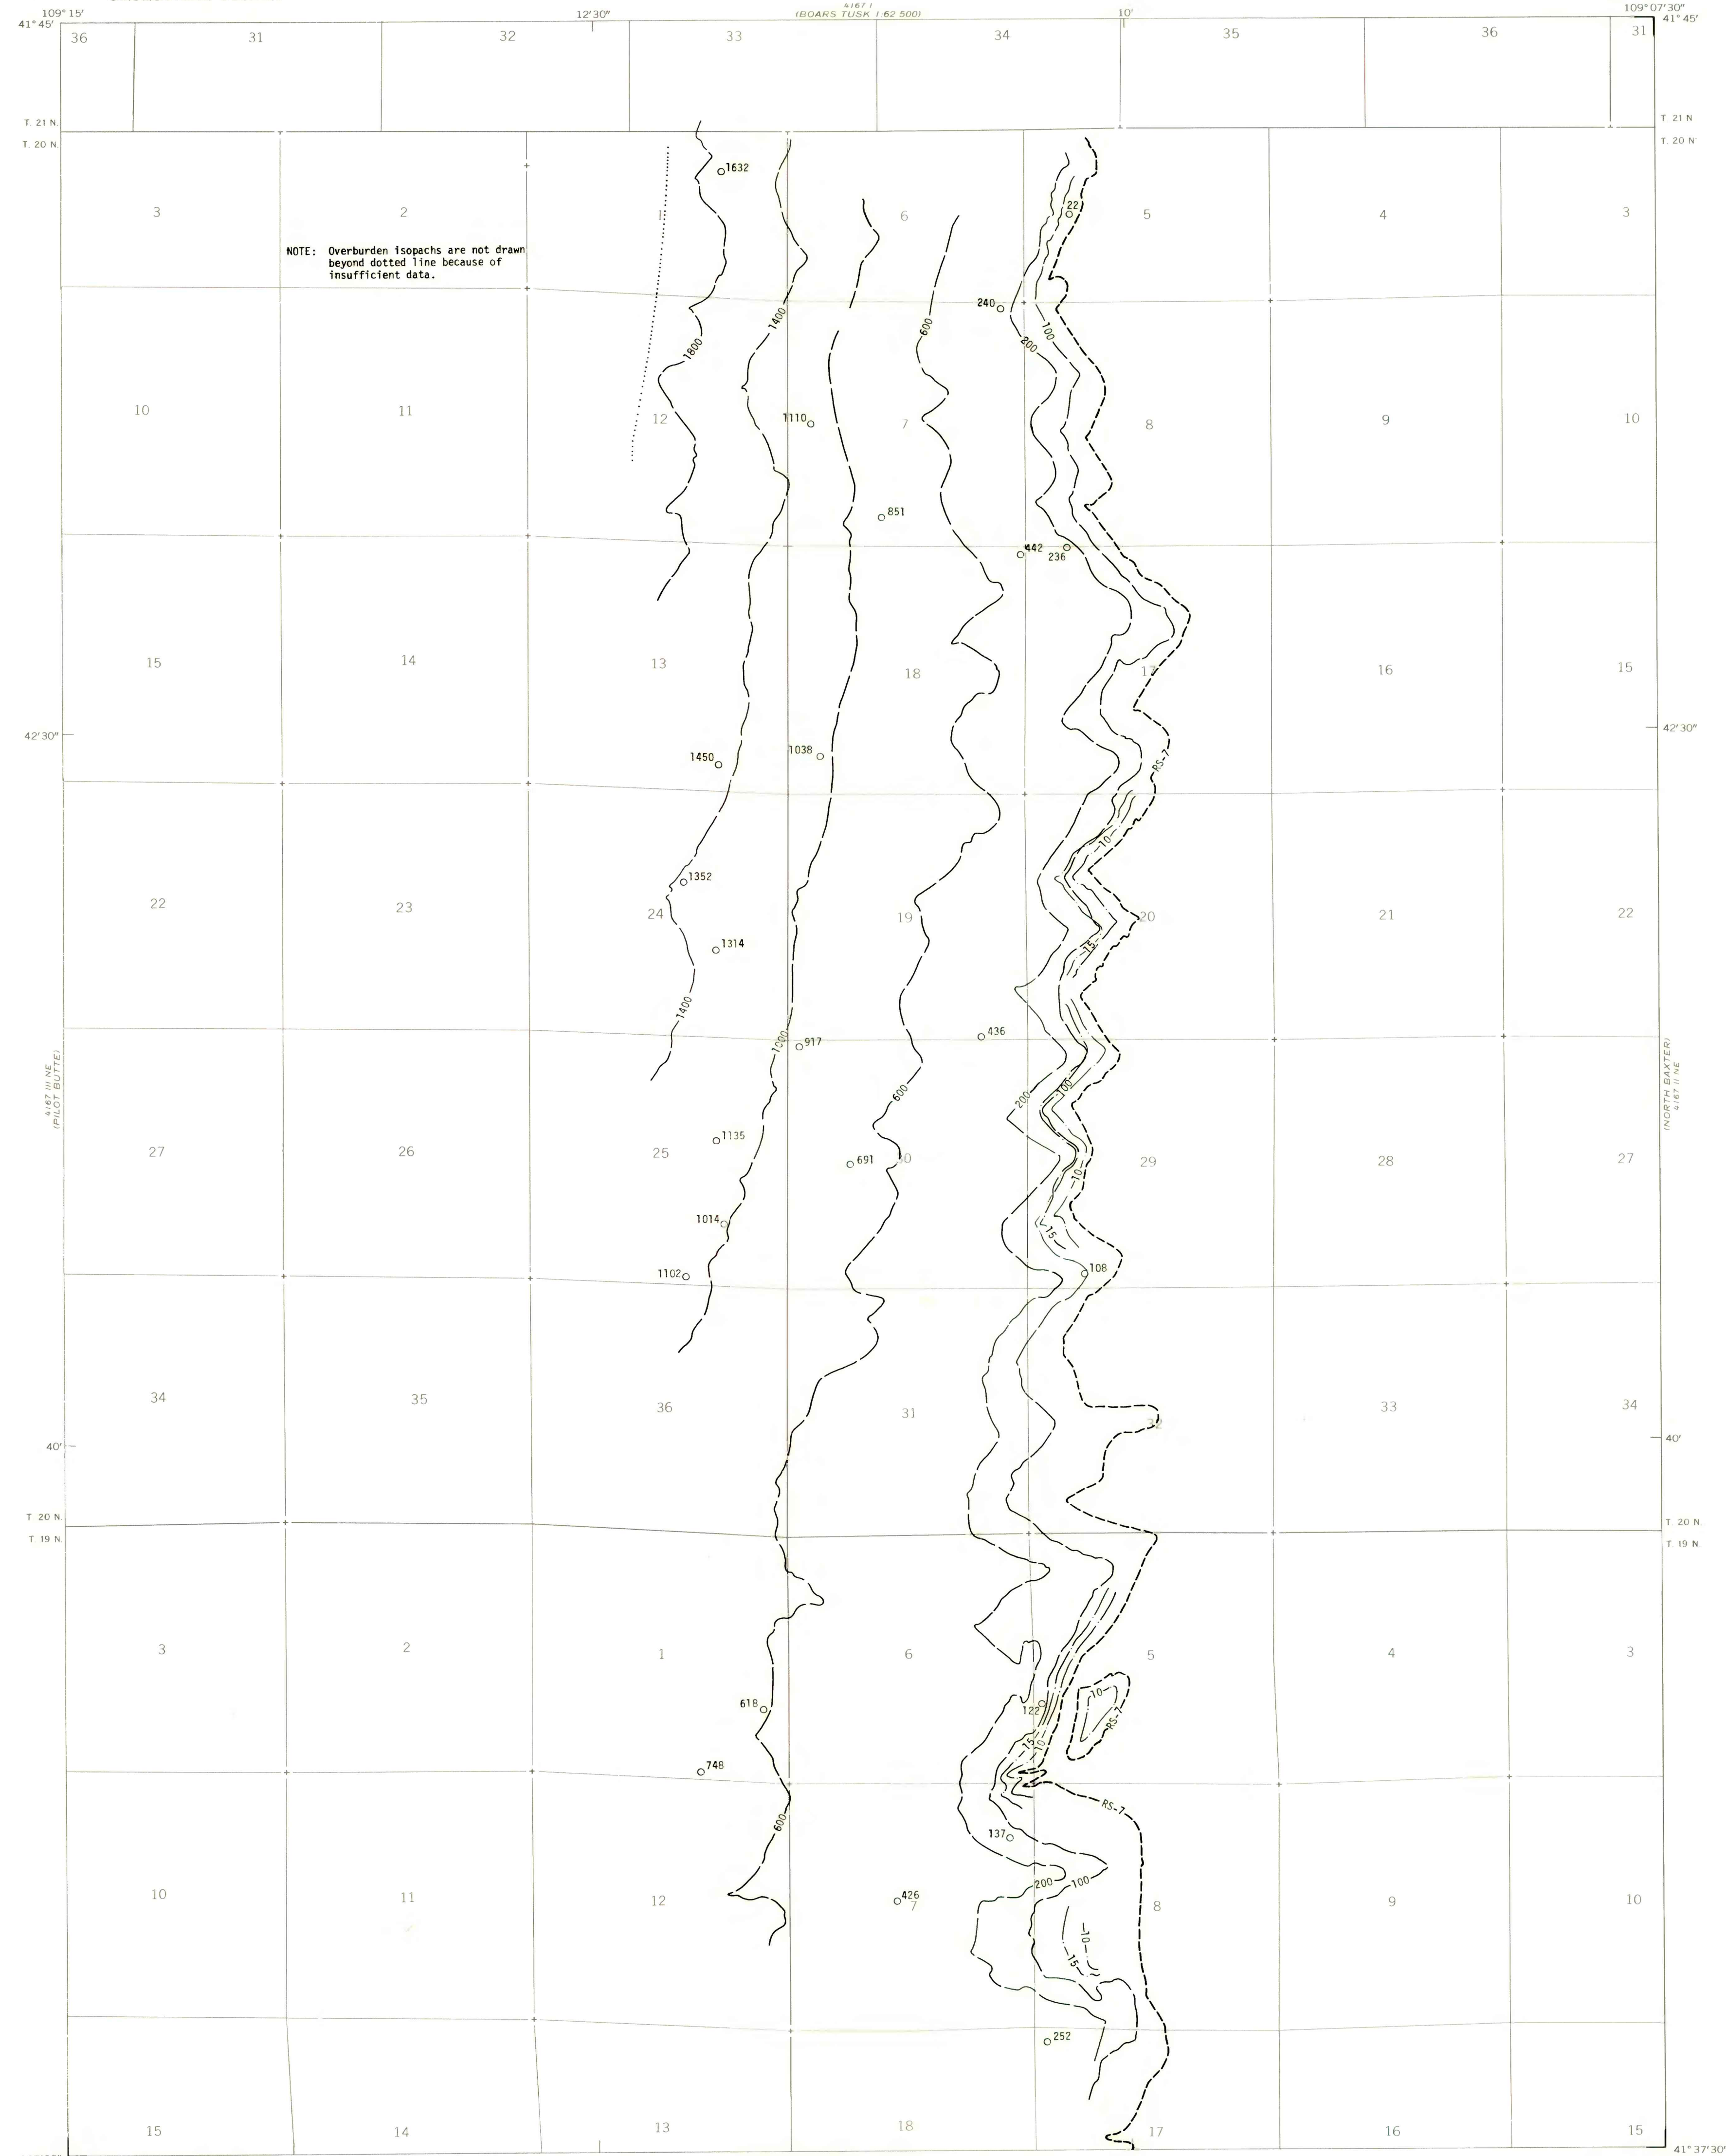 4167 I
109° 15' 12'30" (BOARS TUSK 1:62 500) 10' 109° 07'30"
41° 45' 41° 45'
36 31 32 33 34 35 36 31
T. 21 N. T 21 N
T. 20 N. T. 20 N
1632
22
3 2 1 6 5 4 3
NOTE: Overburden isopachs are not drawn
beyond dotted line because of
insufficient data.
240
1400 600 100
1800 200
10 11 12 1110 7 8 9 10
851
442 236
15 14 13 18 17 16 15
42'30" 42'30"
1450 1038 RS-7
10
1352
22 23 24 19 20 21 22
1314 15
1400
1000 917 436
4167 III NE
(PILOT BUTTE)
(NORTH BAXTER)
4167 II NE
600 200 100
1135
27 26 25 691 30 29 28 27
10
1014 15
1102 108
34 35 36 31 32 33 34
40' 40'
T 20 N. T. 20 N.
T. 19 N. T. 19 N.
3 2 1 6 5 4 3
10
618 122 RS-7
15 10
748
600 RS-7
137
200 100
10 11 12 426 7 8 9 10
10
15
252
15 14 13 18 17 16 15
41° 37'30"